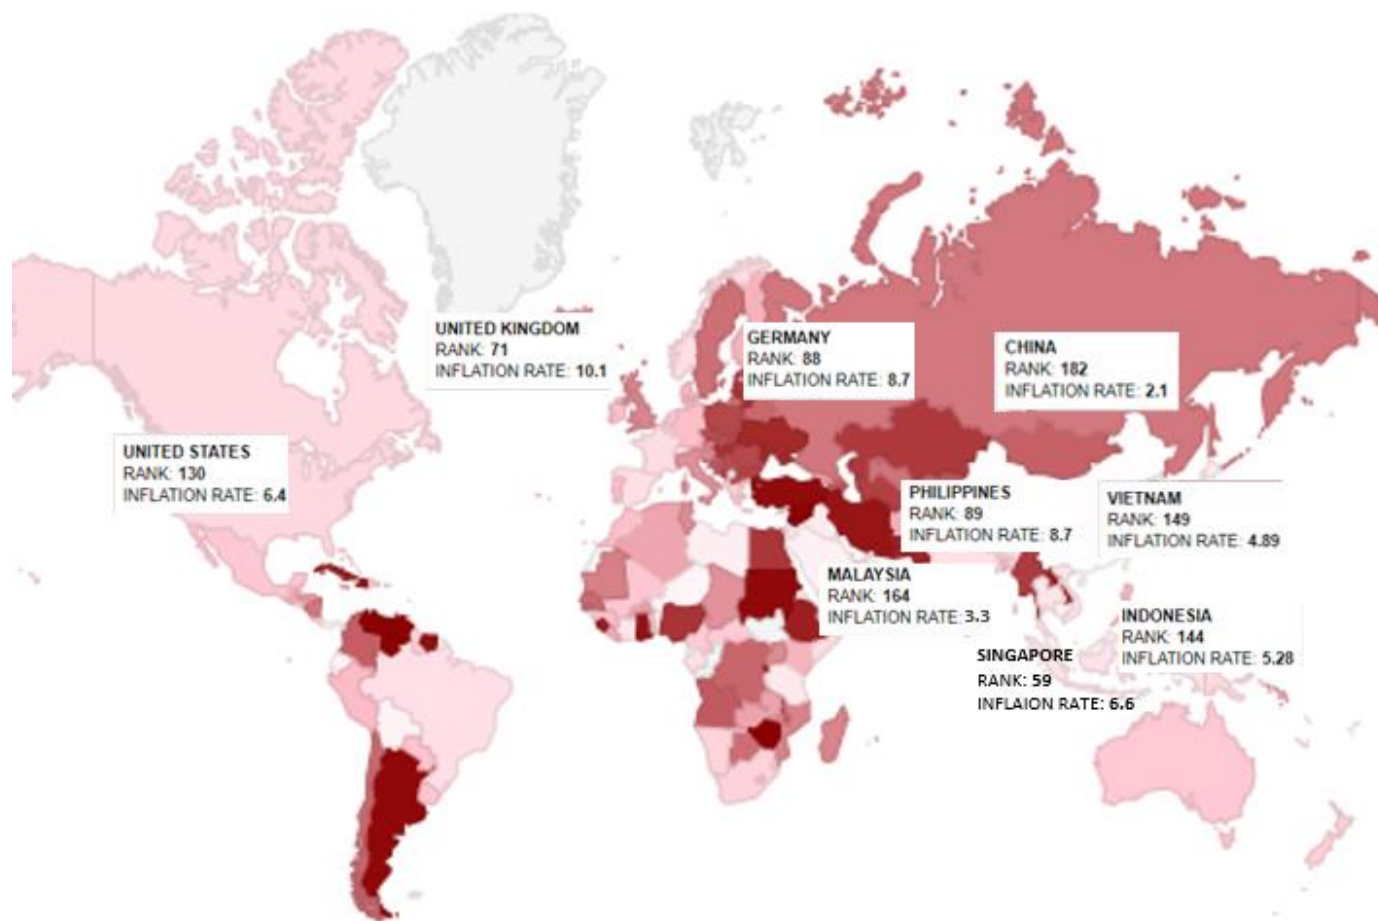 UNITED KINGDOM
RANK: 71
INFLATION RATE: 10.1
GERMANY
RANK: 88
INFLATION RATE: 8.7
CHINA
RANK: 182
INFLATION RATE: 2.1
UNITED STATES
RANK: 130
INFLATION RATE: 6.4
PHILIPPINES
RANK: 89
INFLATION RATE: 8.7
VIETNAM
RANK: 149
INFLATION RATE: 4.89
MALAYSIA
RANK: 164
INFLATION RATE: 3.3
INDONESIA
RANK: 144
INFLATION RATE: 5.28
SINGAPORE
RANK: 59
INFLAION RATE: 6.6